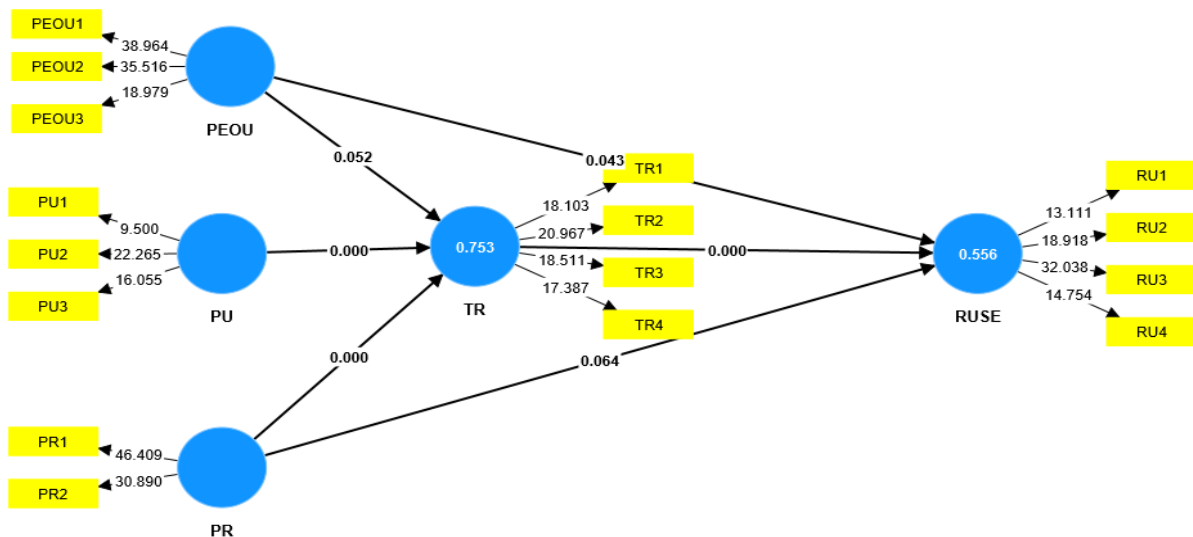 PEOU1
38.964
PEOU2
35.516
PEOU3
18.979
PEOU
0.052
0.043
PU1
9.500
PU2
22.265
PU3
16.055
PU
0.000
0.753
TR
TR1
18.103
TR2
20.967
TR3
18.511
TR4
17.387
0.000
0.556
RUSE
RU1
13.111
RU2
18.918
RU3
32.038
RU4
14.754
0.000
0.064
PR1
46.409
PR2
30.890
PR